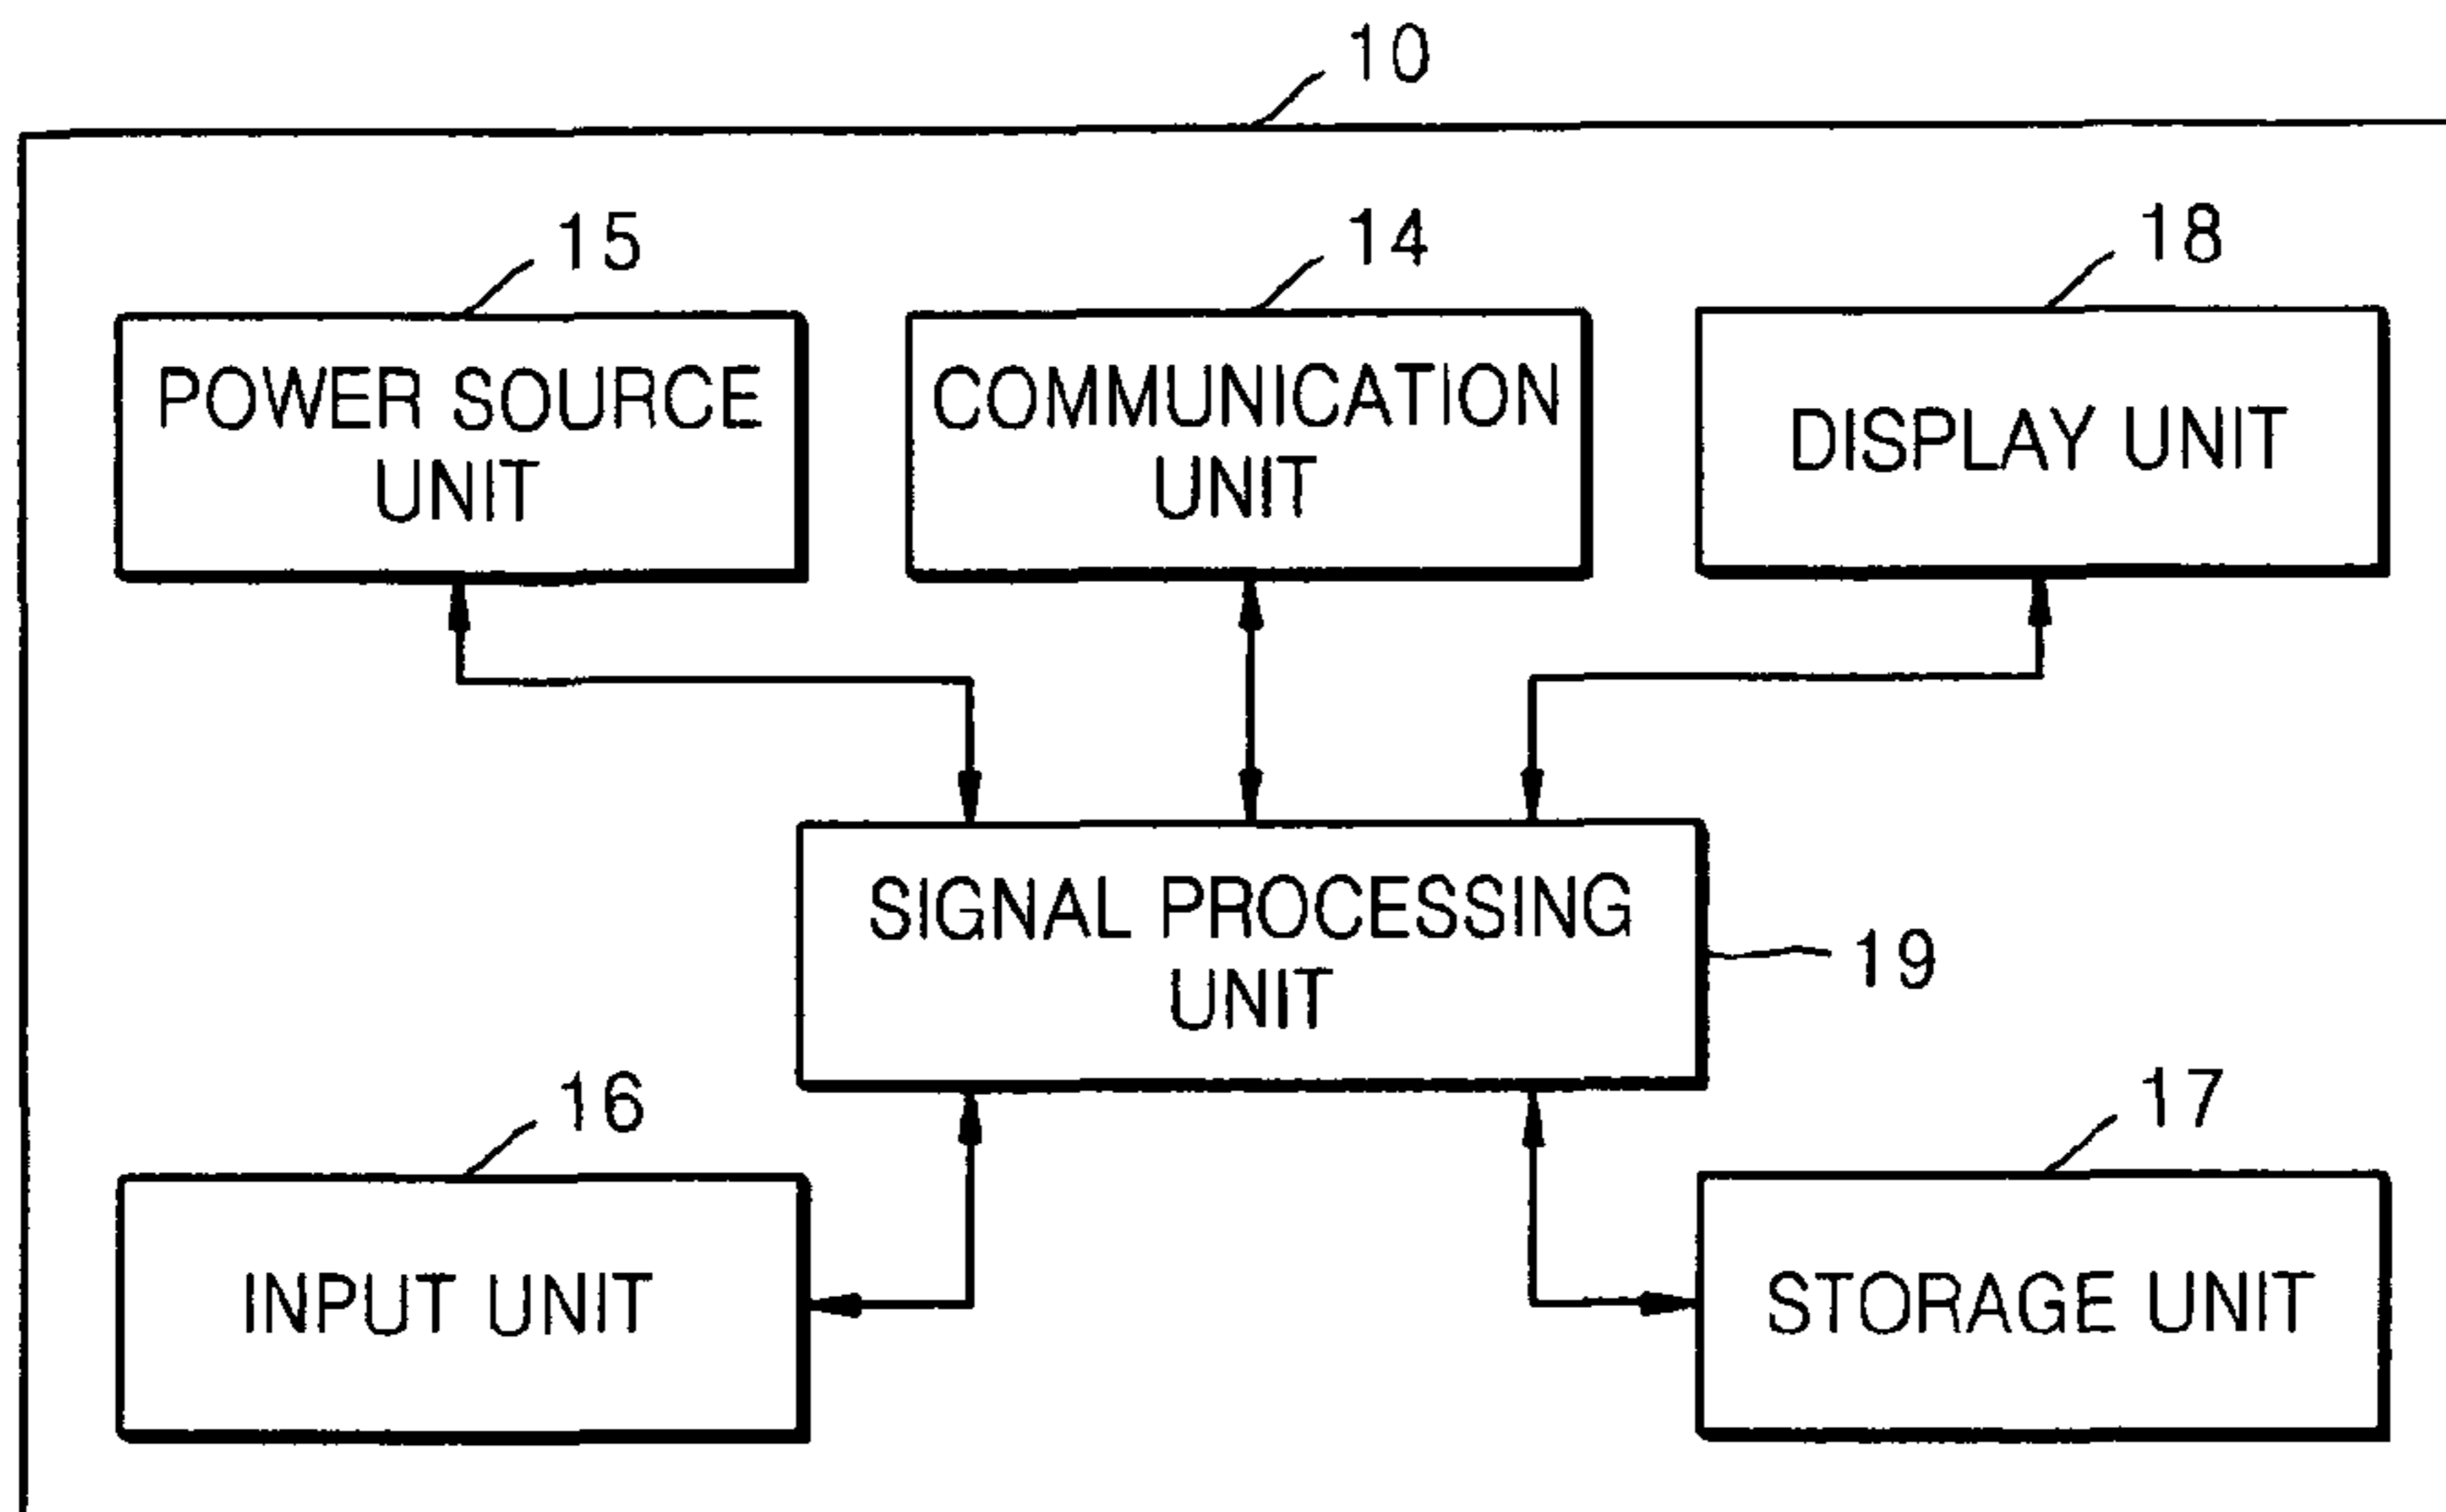 10
15
14
18
POWER SOURCE
UNIT
COMMUNICATION
UNIT
DISPLAY UNIT
SIGNAL PROCESSING
UNIT
19
16
17
INPUT UNIT
STORAGE UNIT